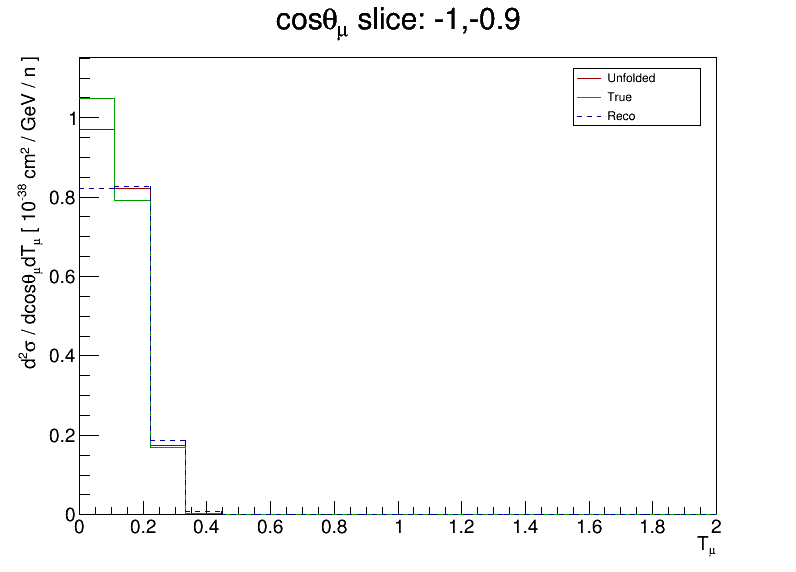 cosθμ slice: -1,-0.9
d²σ / dcosθμdTμ [ 10⁻³⁸ cm² / GeV / n ]
Unfolded
True
Reco
1
0.8
0.6
0.4
0.2
0
0 0.2 0.4 0.6 0.8 1 1.2 1.4 1.6 1.8 2
Tμ